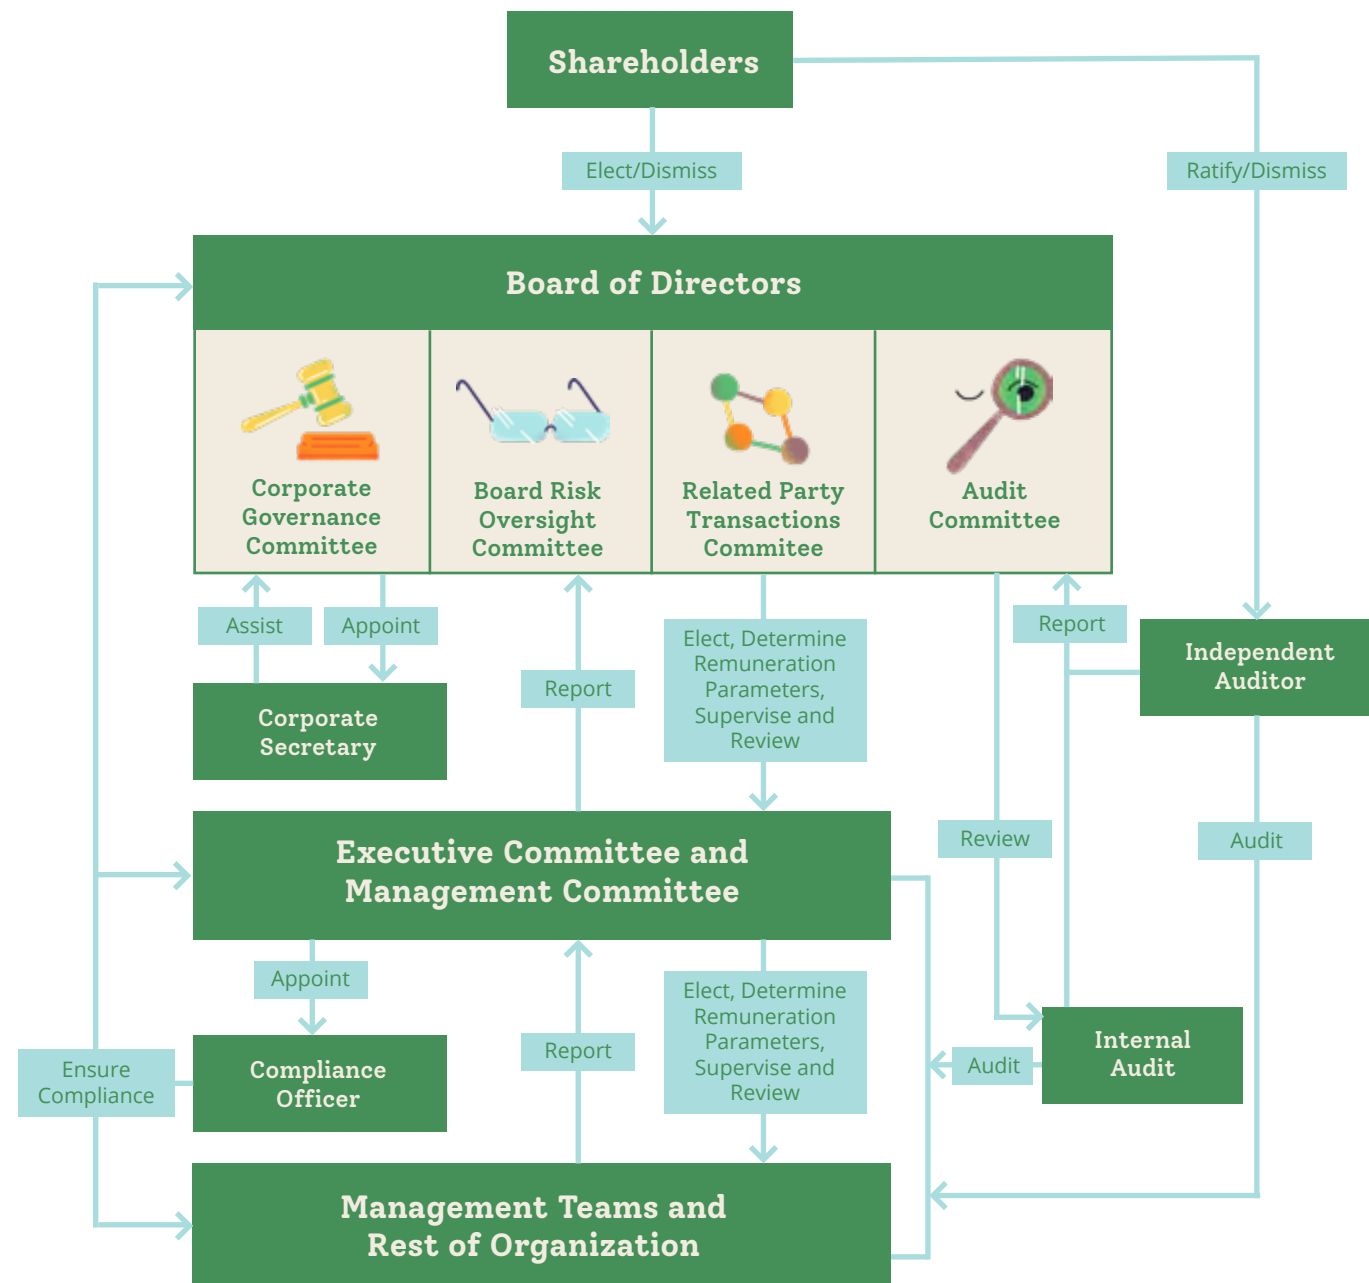 Shareholders
Elect/Dismiss
Ratify/Dismiss
Board of Directors
Corporate
Governance
Committee
Board Risk
Oversight
Committee
Related Party
Transactions
Commitee
Audit
Committee
Assist
Appoint
Report
Elect, Determine
Remuneration
Parameters,
Supervise and
Review
Report
Independent
Auditor
Corporate
Secretary
Executive Committee and
Management Committee
Review
Audit
Appoint
Report
Elect, Determine
Remuneration
Parameters,
Supervise and
Review
Internal
Audit
Audit
Ensure
Compliance
Compliance
Officer
Management Teams and
Rest of Organization